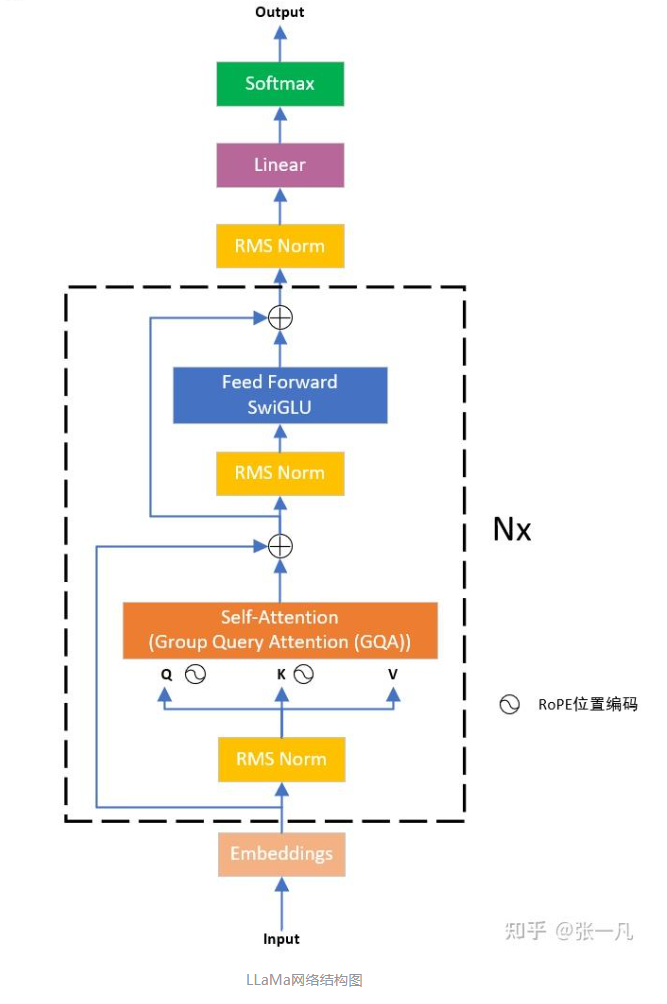 Output
Softmax
Linear
RMS Norm
Feed Forward
SwiGLU
RMS Norm
Nx
Self-Attention
(Group Query Attention (GQA))
Q K V
RoPE位置编码
RMS Norm
Embeddings
Input
知乎 @张一凡
LLaMa网络结构图